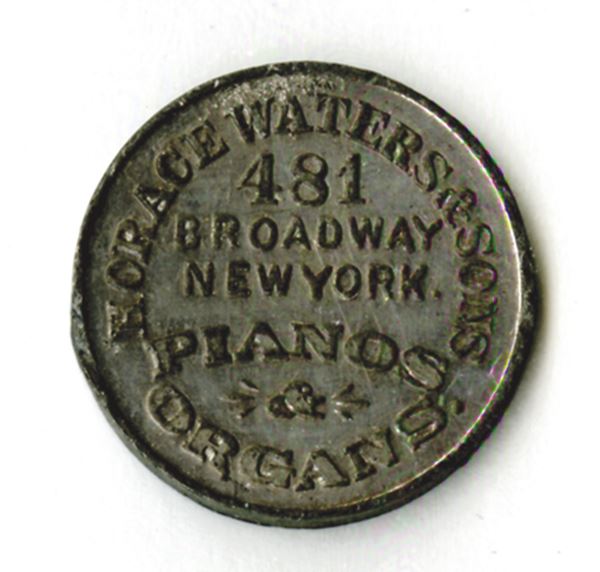 HORACE WATERS & SONS
481
BROADWAY
NEW YORK.
PIANOS
&
ORGANS.